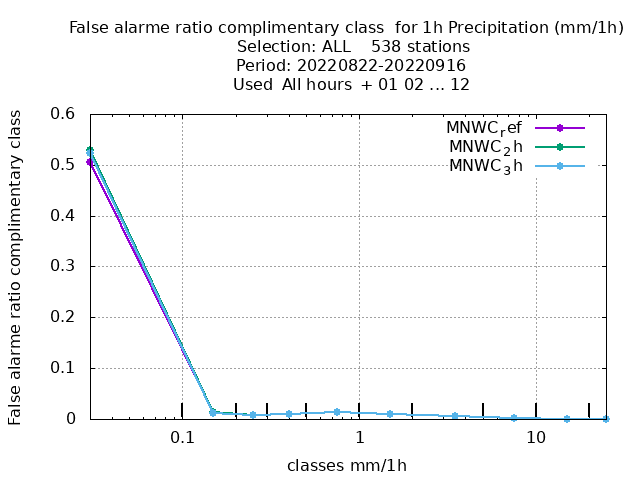 False alarme ratio complimentary class  for 1h Precipitation (mm/1h)
Selection: ALL    538 stations
Period: 20220822-20220916
Used  All hours  + 01 02 ... 12
False alarme ratio complimentary class
0.6
0.5
0.4
0.3
0.2
0.1
0
MNWC_ref
MNWC_2h
MNWC_3h
0.1
1
10
classes mm/1h